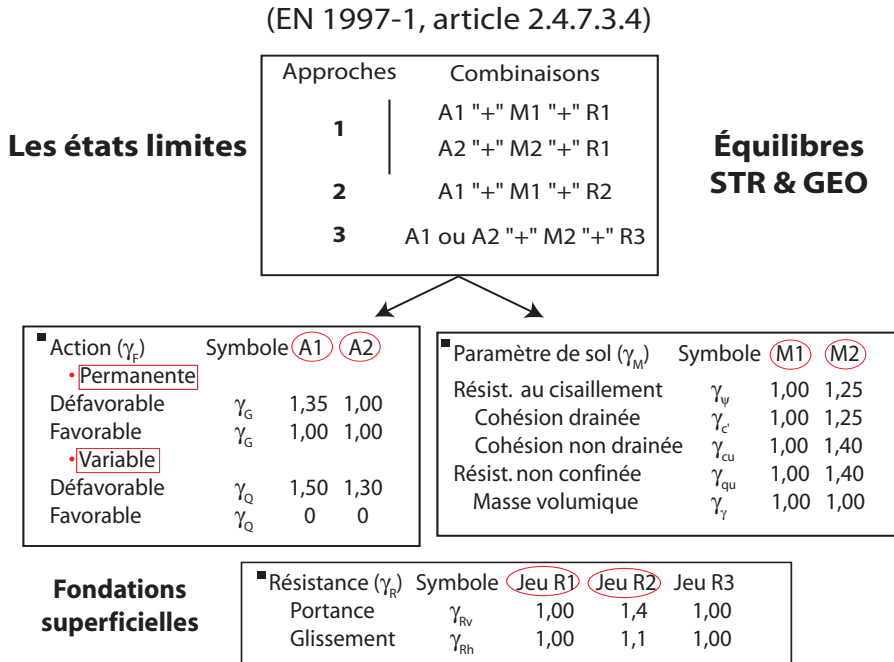 (EN 1997-1, article 2.4.7.3.4)
Approches Combinaisons
1 A1 "+" M1 "+" R1
A2 "+" M2 "+" R1
2 A1 "+" M1 "+" R2
3 A1 ou A2 "+" M2 "+" R3
Les états limites
Équilibres
STR & GEO
Action (γF) Symbole A1 A2
• Permanente
Défavorable γG 1,35 1,00
Favorable γG 1,00 1,00
• Variable
Défavorable γQ 1,50 1,30
Favorable γQ 0 0
Paramètre de sol (γM) Symbole M1 M2
Résist. au cisaillement γψ 1,00 1,25
Cohésion drainée γc' 1,00 1,25
Cohésion non drainée γcu 1,00 1,40
Résist. non confinée γqu 1,00 1,40
Masse volumique γγ 1,00 1,00
Fondations
superficielles
Résistance (γR) Symbole Jeu R1 Jeu R2 Jeu R3
Portance γRv 1,00 1,4 1,00
Glissement γRh 1,00 1,1 1,00